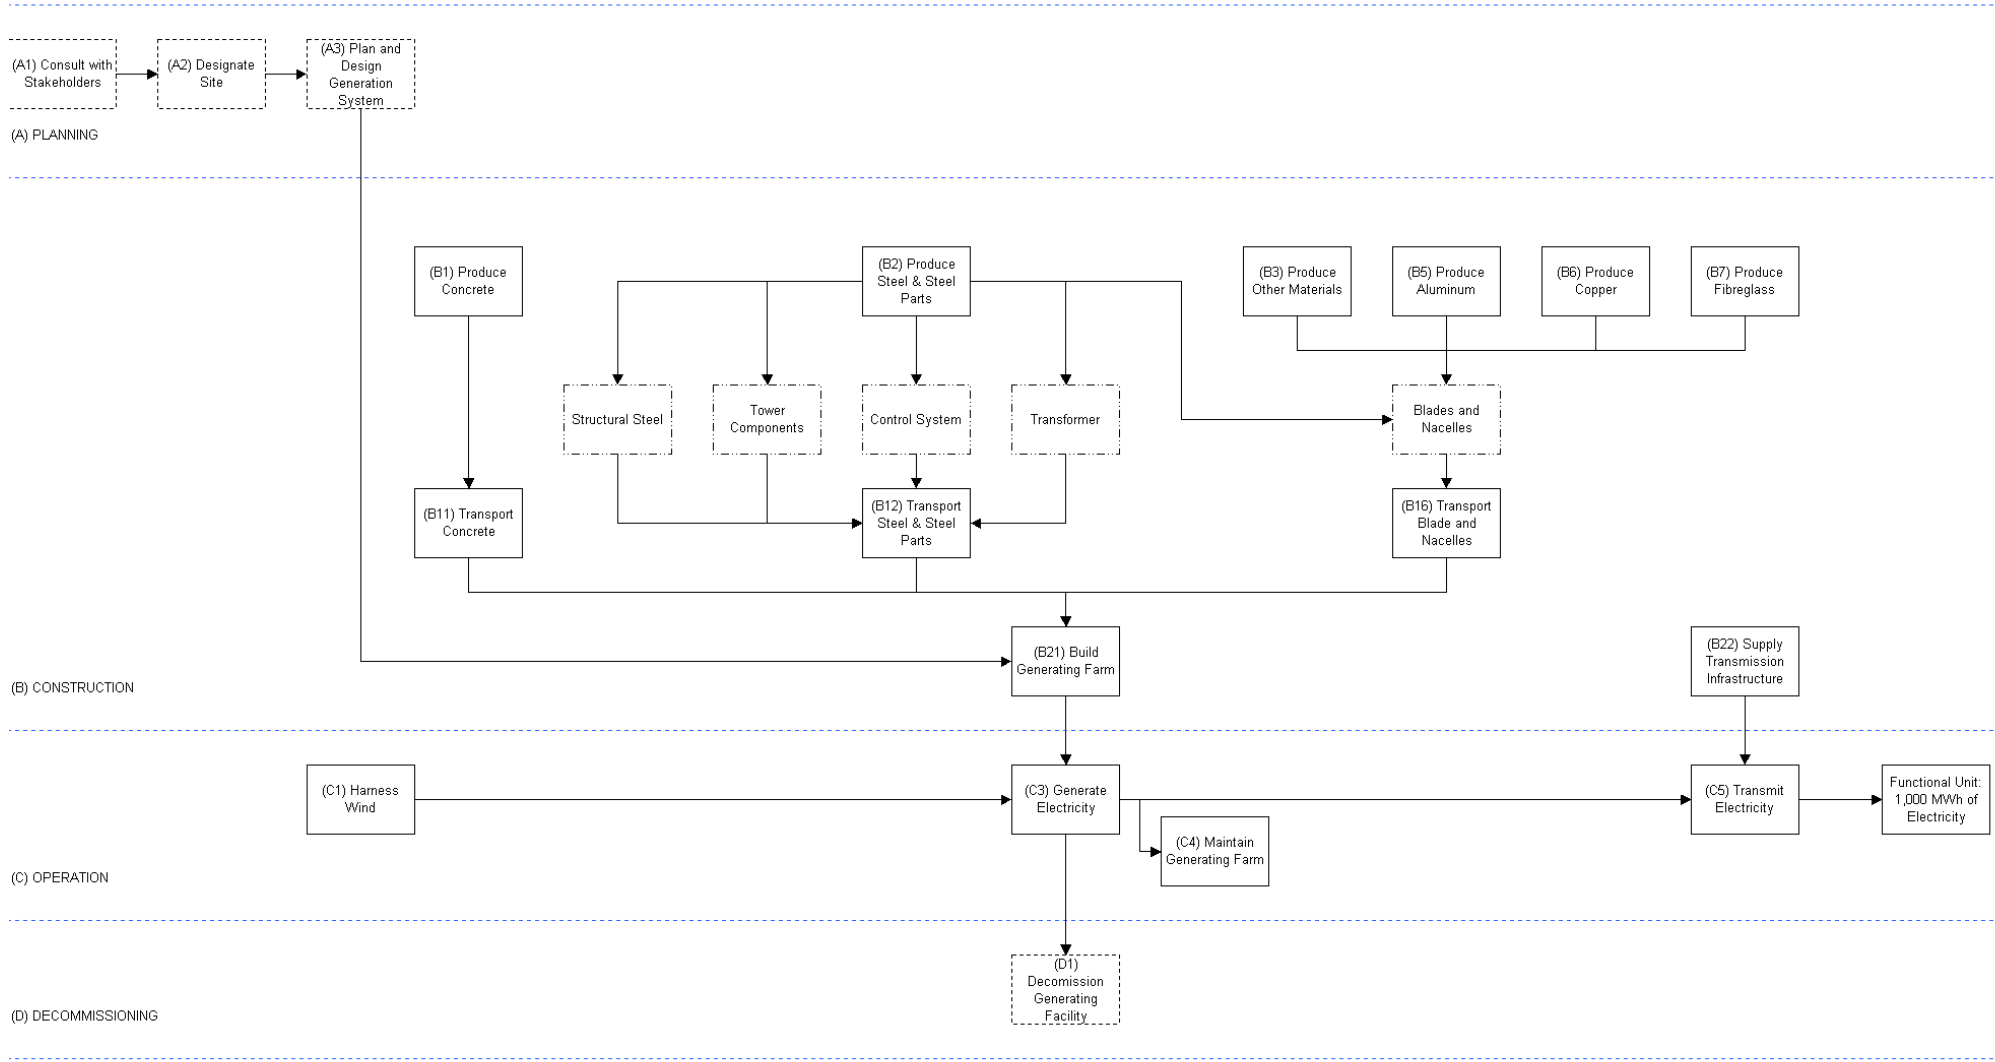 (A1) Consult with
Stakeholders
(A2) Designate
Site
(A3) Plan and
Design
Generation
System
(A) PLANNING
(B1) Produce
Concrete
(B2) Produce
Steel & Steel
Parts
(B3) Produce
Other Materials
(B5) Produce
Aluminum
(B6) Produce
Copper
(B7) Produce
Fibreglass
Structural Steel
Tower
Components
Control System
Transformer
Blades and
Nacelles
(B11) Transport
Concrete
(B12) Transport
Steel & Steel
Parts
(B16) Transport
Blade and
Nacelles
(B21) Build
Generating Farm
(B22) Supply
Transmission
Infrastructure
(B) CONSTRUCTION
(C1) Harness
Wind
(C3) Generate
Electricity
(C4) Maintain
Generating Farm
(C5) Transmit
Electricity
Functional Unit:
1,000 MWh of
Electricity
(C) OPERATION
(D1)
Decomission
Generating
Facility
(D) DECOMMISSIONING